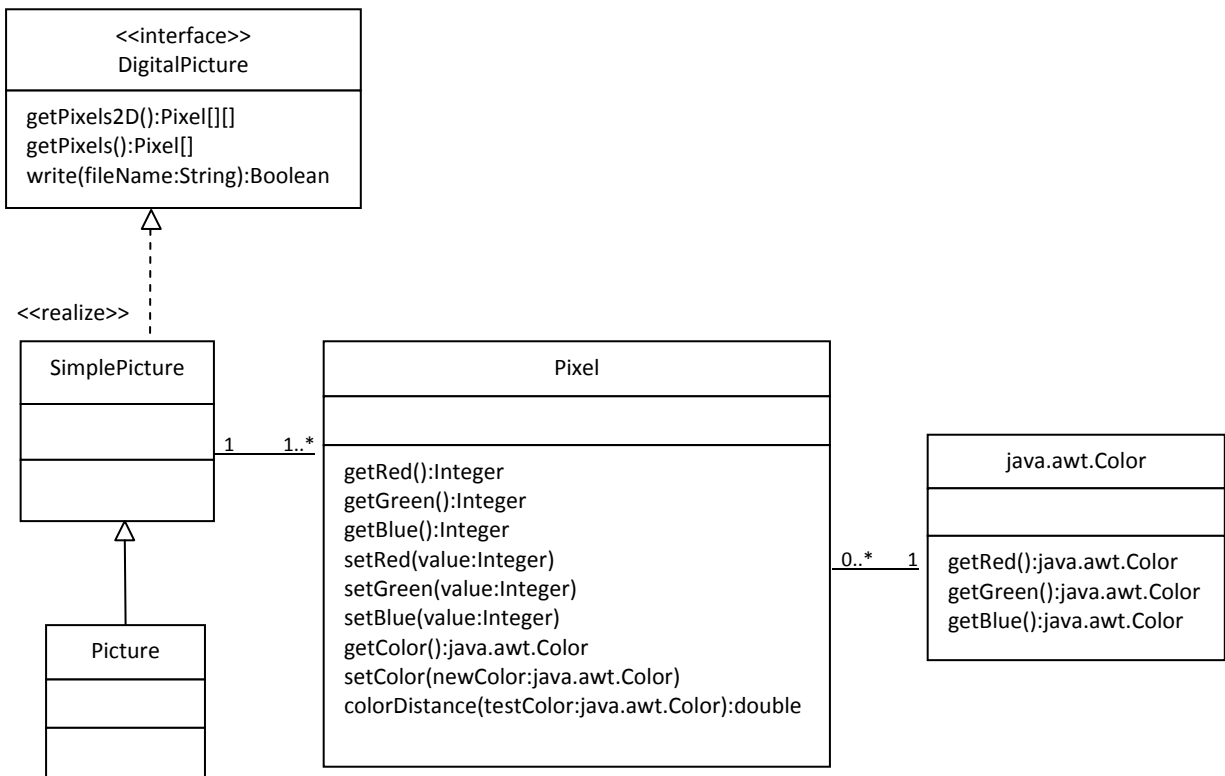 <<interface>>
DigitalPicture
getPixels2D():Pixel[][]
getPixels():Pixel[]
write(fileName:String):Boolean
<<realize>>
SimplePicture
1 1..*
Pixel
getRed():Integer
getGreen():Integer
getBlue():Integer
setRed(value:Integer)
setGreen(value:Integer)
setBlue(value:Integer)
getColor():java.awt.Color
setColor(newColor:java.awt.Color)
colorDistance(testColor:java.awt.Color):double
0..* 1
java.awt.Color
getRed():java.awt.Color
getGreen():java.awt.Color
getBlue():java.awt.Color
Picture